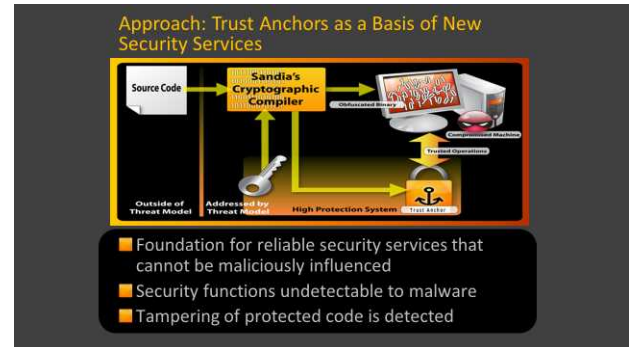 Approach: Trust Anchors as a Basis of New
Security Services
Source Code
Sandia's
Cryptographic
Compiler
Obfuscated Binary
Compromised Machine
Trusted Operations
Outside of
Threat Model
Addressed by
Threat Model
High Protection System
Trust Anchor
Foundation for reliable security services that
cannot be maliciously influenced
Security functions undetectable to malware
Tampering of protected code is detected